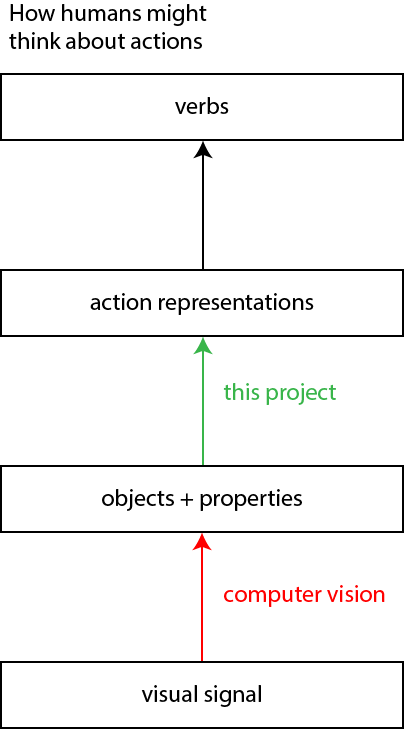 How humans might
think about actions
verbs
action representations
this project
objects + properties
computer vision
visual signal